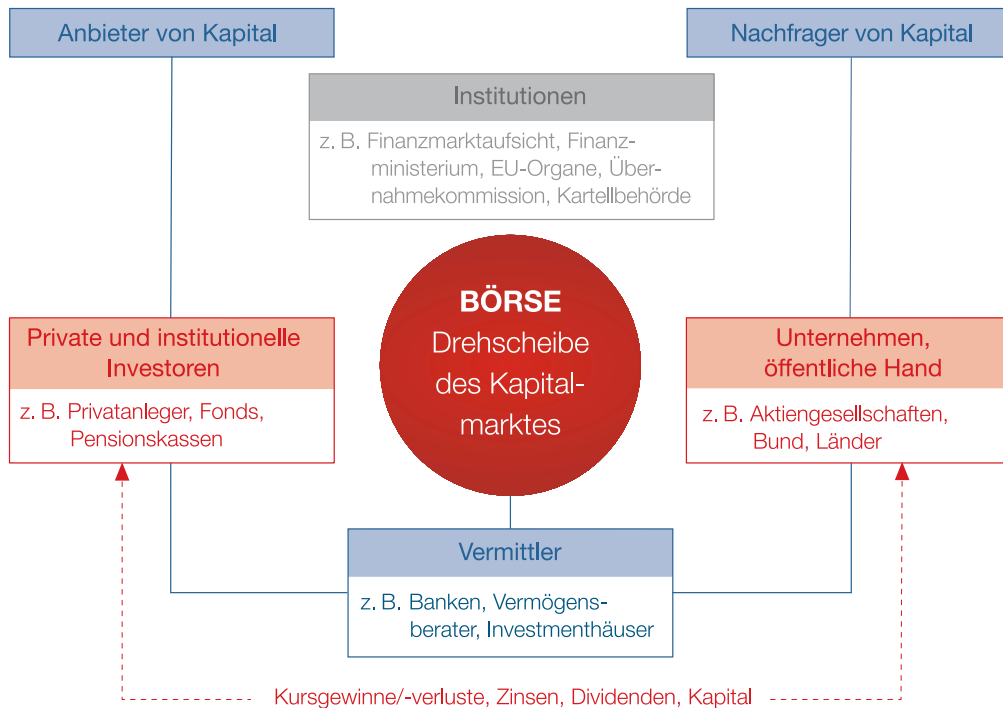 Anbieter von Kapital
Nachfrager von Kapital
Institutionen
z. B. Finanzmarktaufsicht, Finanz-
ministerium, EU-Organe, Über-
nahmekommission, Kartellbehörde
BÖRSE
Drehscheibe
des Kapital-
marktes
Private und institutionelle
Investoren
z. B. Privatanleger, Fonds,
Pensionskassen
Unternehmen,
öffentliche Hand
z. B. Aktiengesellschaften,
Bund, Länder
Vermittler
z. B. Banken, Vermögens-
berater, Investmenthäuser
Kursgewinne/-verluste, Zinsen, Dividenden, Kapital